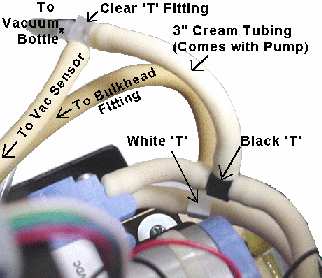 To
Vacuum
Bottle
Clear 'T' Fitting
3" Cream Tubing
(Comes with Pump)
To Vac Sensor
To Bulkhead
Fitting
White 'T'
Black 'T'
VDC